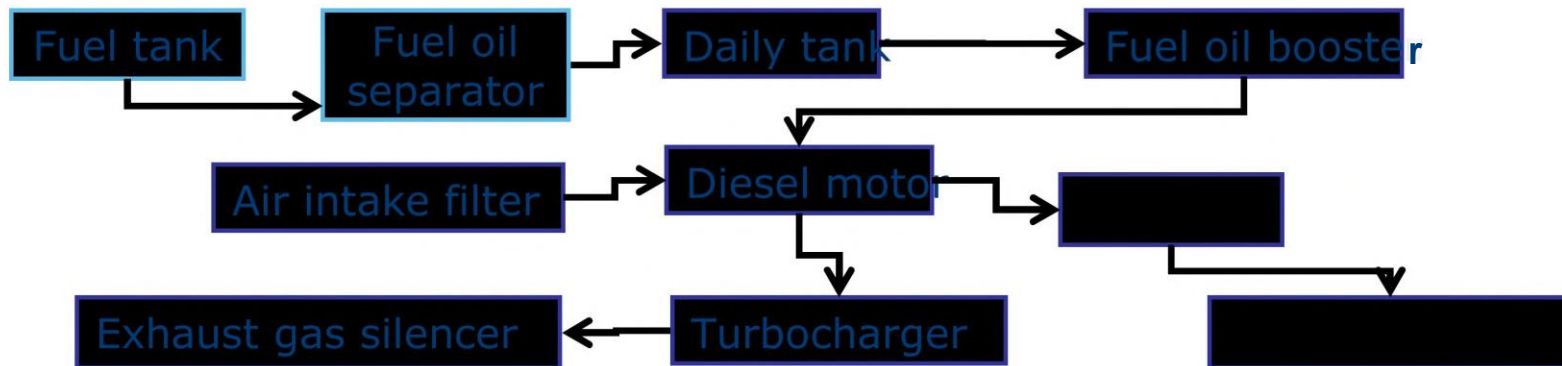 Fuel tank
Fuel oil
separator
Daily tank
Fuel oil booster
Air intake filter
Diesel motor
Exhaust gas silencer
Turbocharger